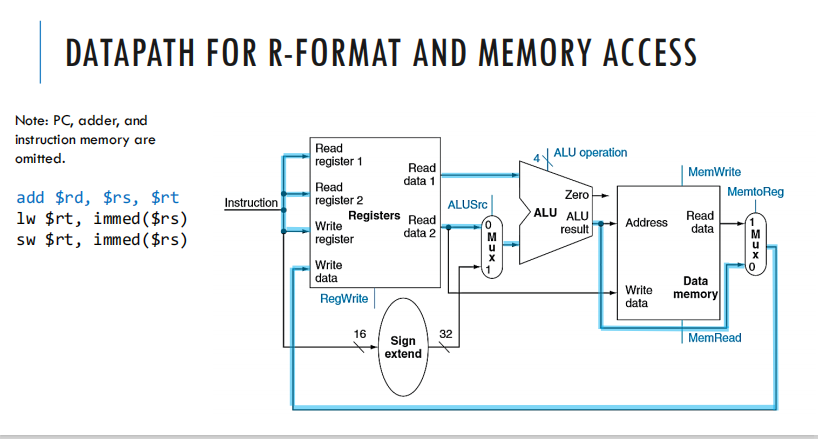 DATAPATH FOR R-FORMAT AND MEMORY ACCESS
Note: PC, adder, and
instruction memory are
omitted.
add $rd, $rs, $rt
lw $rt, immed($rs)
sw $rt, immed($rs)
Instruction
Read
register 1
Read
register 2
Write
register
Write
data
Registers
Read
data 1
Read
data 2
RegWrite
16
Sign
extend
32
ALUSrc
0
M
u
x
1
4
ALU operation
Zero
ALU
ALU
result
MemWrite
Address
Read
data
Write
data
Data
memory
MemRead
MemtoReg
1
M
u
x
0